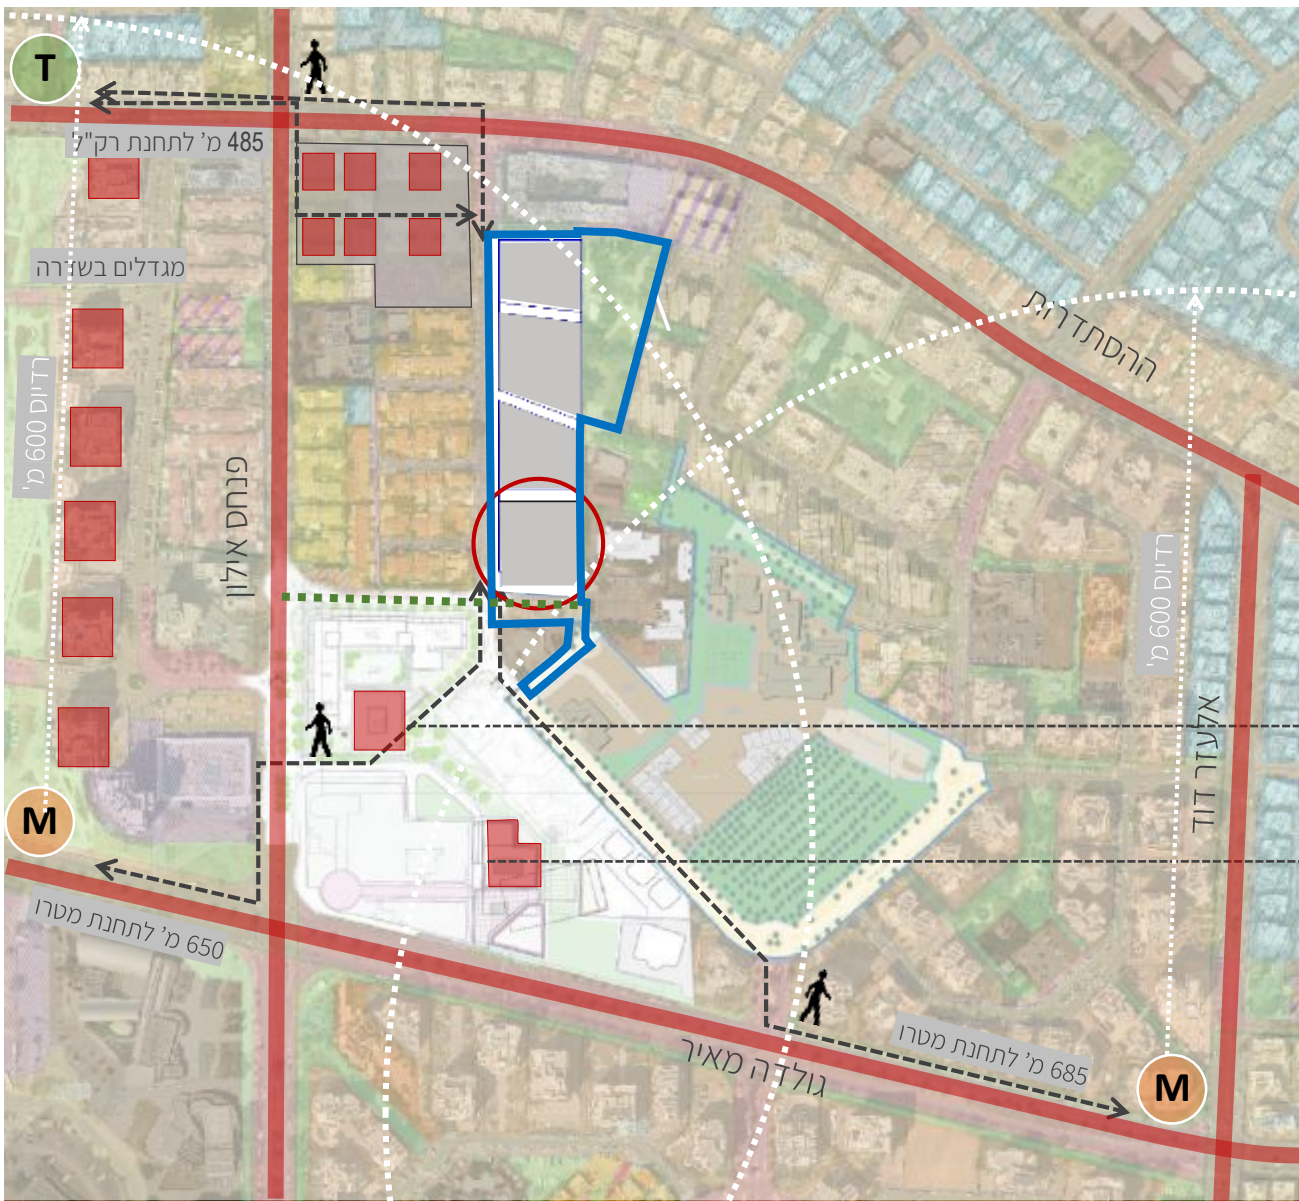 T
485 מ' לתחנת רק"ל
מגדלים בשדרה
רדיוס 600 מ'
פנחס אילון
ההסתדרות
רדיוס 600 מ'
אלעזר דוד
M
650 מ' לתחנת מטרו
גולדה מאיר
685 מ' לתחנת מטרו
M